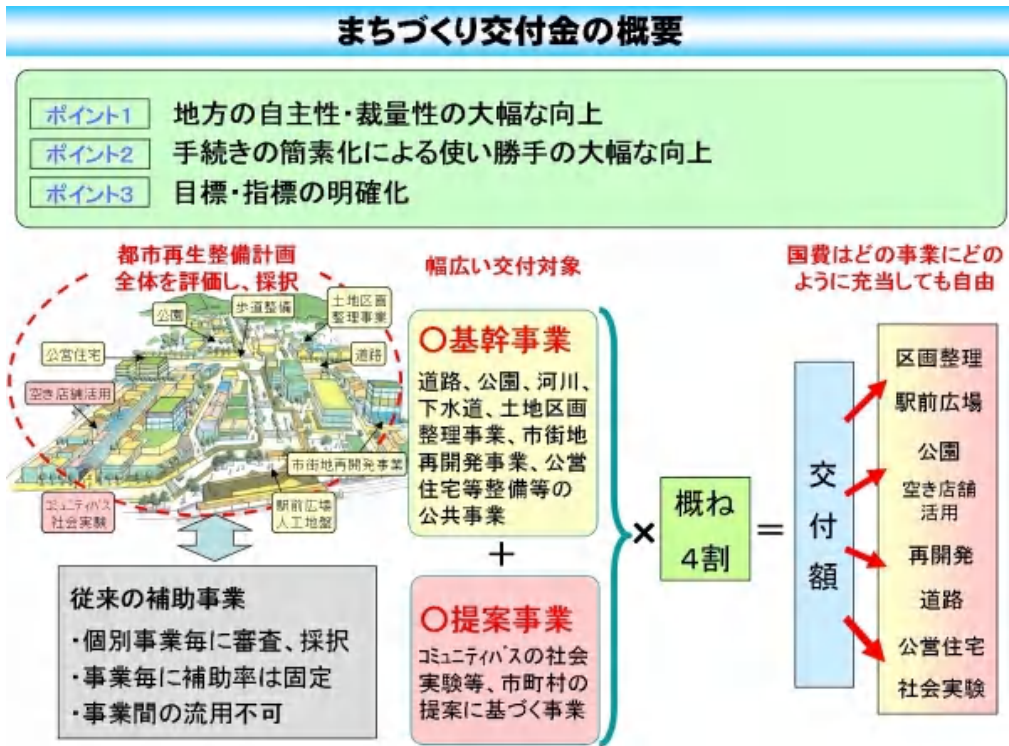 まちづくり交付金の概要
ポイント1 地方の自主性・裁量性の大幅な向上
ポイント2 手続きの簡素化による使い勝手の大幅な向上
ポイント3 目標・指標の明確化
都市再生整備計画
全体を評価し、採択
公園
歩道整備
土地区画
整理事業
公営住宅
道路
空き店舗活用
市街地再開発事業
コミュニティバス
社会実験
駅前広場
人工地盤
従来の補助事業
・個別事業毎に審査、採択
・事業毎に補助率は固定
・事業間の流用不可
幅広い交付対象
〇基幹事業
道路、公園、河川、
下水道、土地区画
整理事業、市街地
再開発事業、公営
住宅等整備等の
公共事業
+
〇提案事業
コミュニティバスの社会
実験等、市町村の
提案に基づく事業
×
概ね
4割
=
交
付
額
国費はどの事業にどの
ように充当しても自由
区画整理
駅前広場
公園
空き店舗
活用
再開発
道路
公営住宅
社会実験